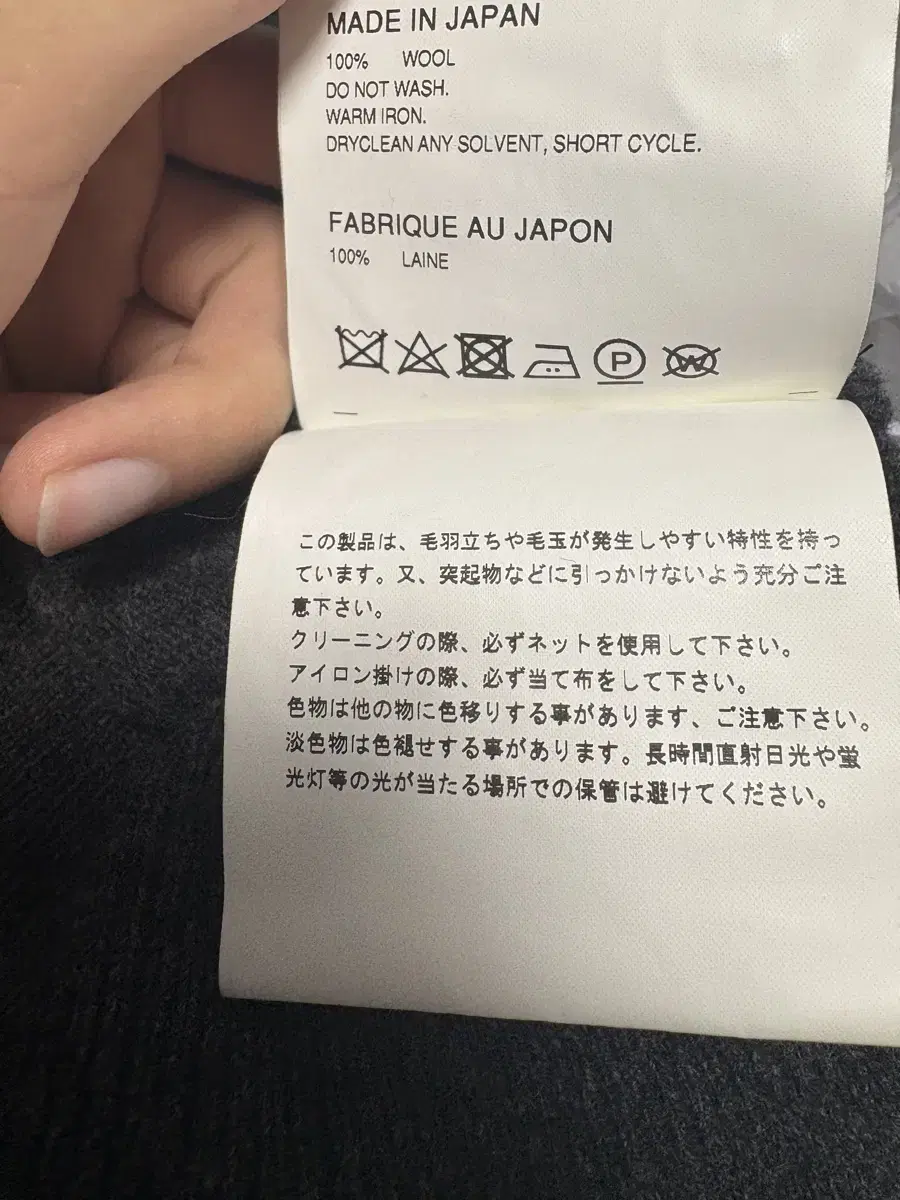 MADE IN JAPAN
100% WOOL
DO NOT WASH.
WARM IRON.
DRYCLEAN ANY SOLVENT, SHORT CYCLE.
FABRIQUE AU JAPON
100% LAINE
P W
この製品は、毛羽立ちや毛玉が発生しやすい特性を持っ
ています。又、突起物などに引っかけないよう充分ご注
意下さい。
クリーニングの際、必ずネットを使用して下さい。
アイロン掛けの際、必ず当て布をして下さい。
色物は他の物に色移りする事があります、ご注意下さい。
淡色物は色褪せする事があります。長時間直射日光や蛍
光灯等の光が当たる場所での保管は避けてください。